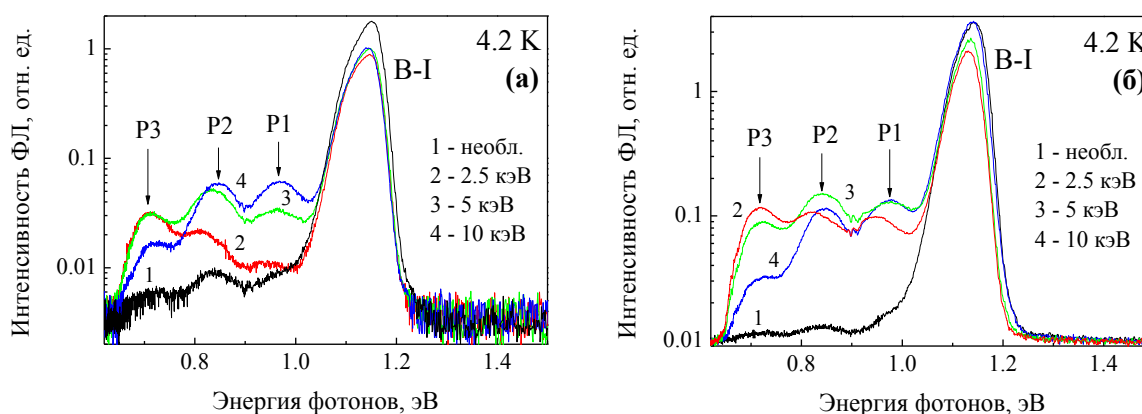 4.2 K
(а)
B-I
P3
P2
P1
1 - необл.
2 - 2.5 кэВ
3 - 5 кэВ
4 - 10 кэВ
4
3
2
1
1
0.1
0.01
0.8
1.0
1.2
1.4
Интенсивность ФЛ, отн. ед.
Энергия фотонов, эВ
4.2 K
(б)
B-I
P3
P2
P1
1 - необл.
2 - 2.5 кэВ
3 - 5 кэВ
4 - 10 кэВ
2
3
4
1
1
0.1
0.01
0.8
1.0
1.2
1.4
Интенсивность ФЛ, отн. ед.
Энергия фотонов, эВ